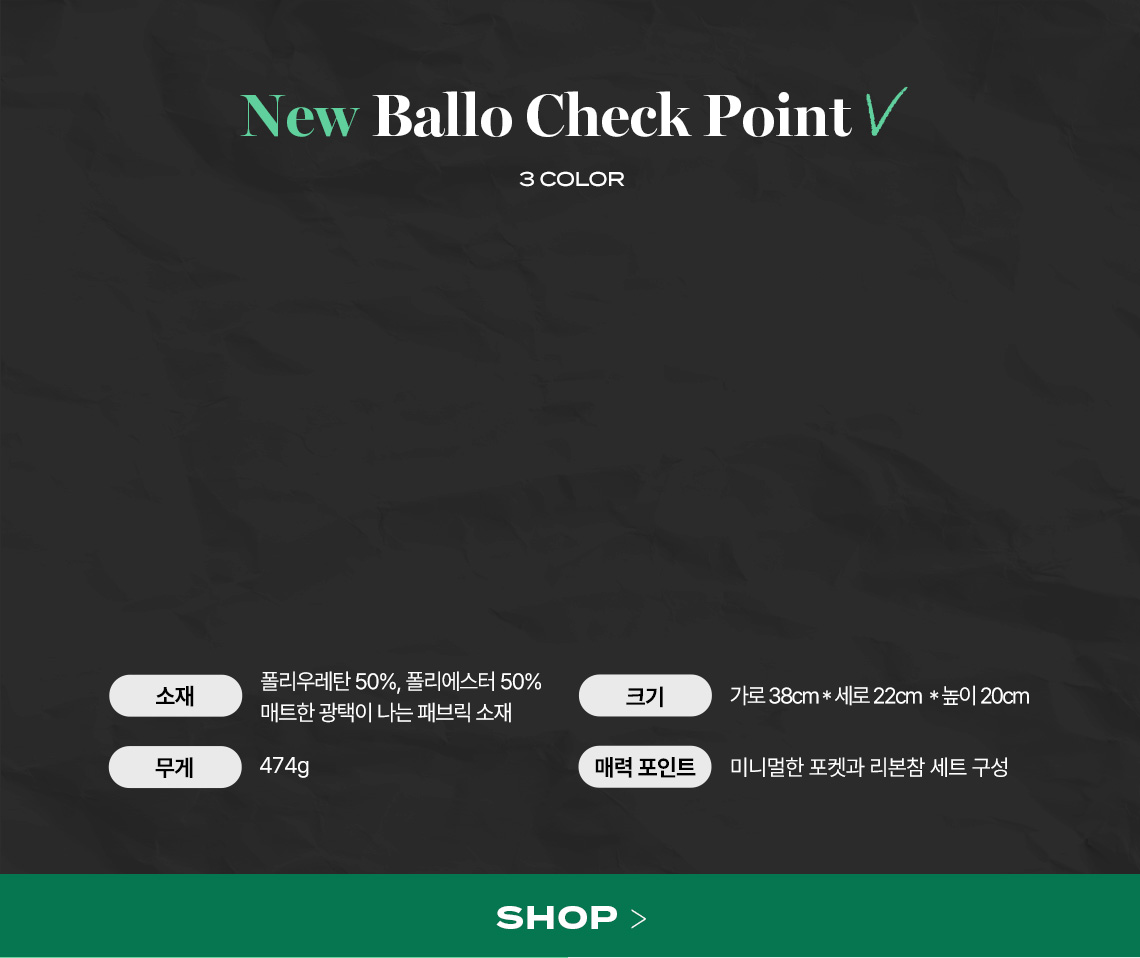 New Ballo Check Point
3 COLOR
소재
폴리우레탄 50%, 폴리에스터 50%
매트한 광택이 나는 패브릭 소재
크기
가로 38cm * 세로 22cm * 높이 20cm
무게
474g
매력 포인트
미니멀한 포켓과 리본참 세트 구성
SHOP >